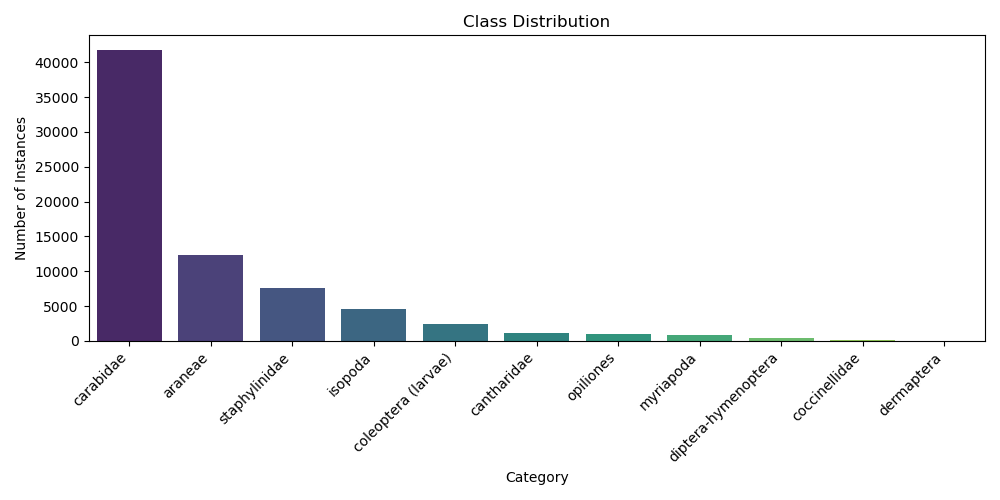 Class Distribution
Number of Instances
40000
35000
30000
25000
20000
15000
10000
5000
0
carabidae
araneae
staphylinidae
isopoda
coleoptera (larvae)
cantharidae
opiliones
myriapoda
diptera-hymenoptera
coccinellidae
dermaptera
Category